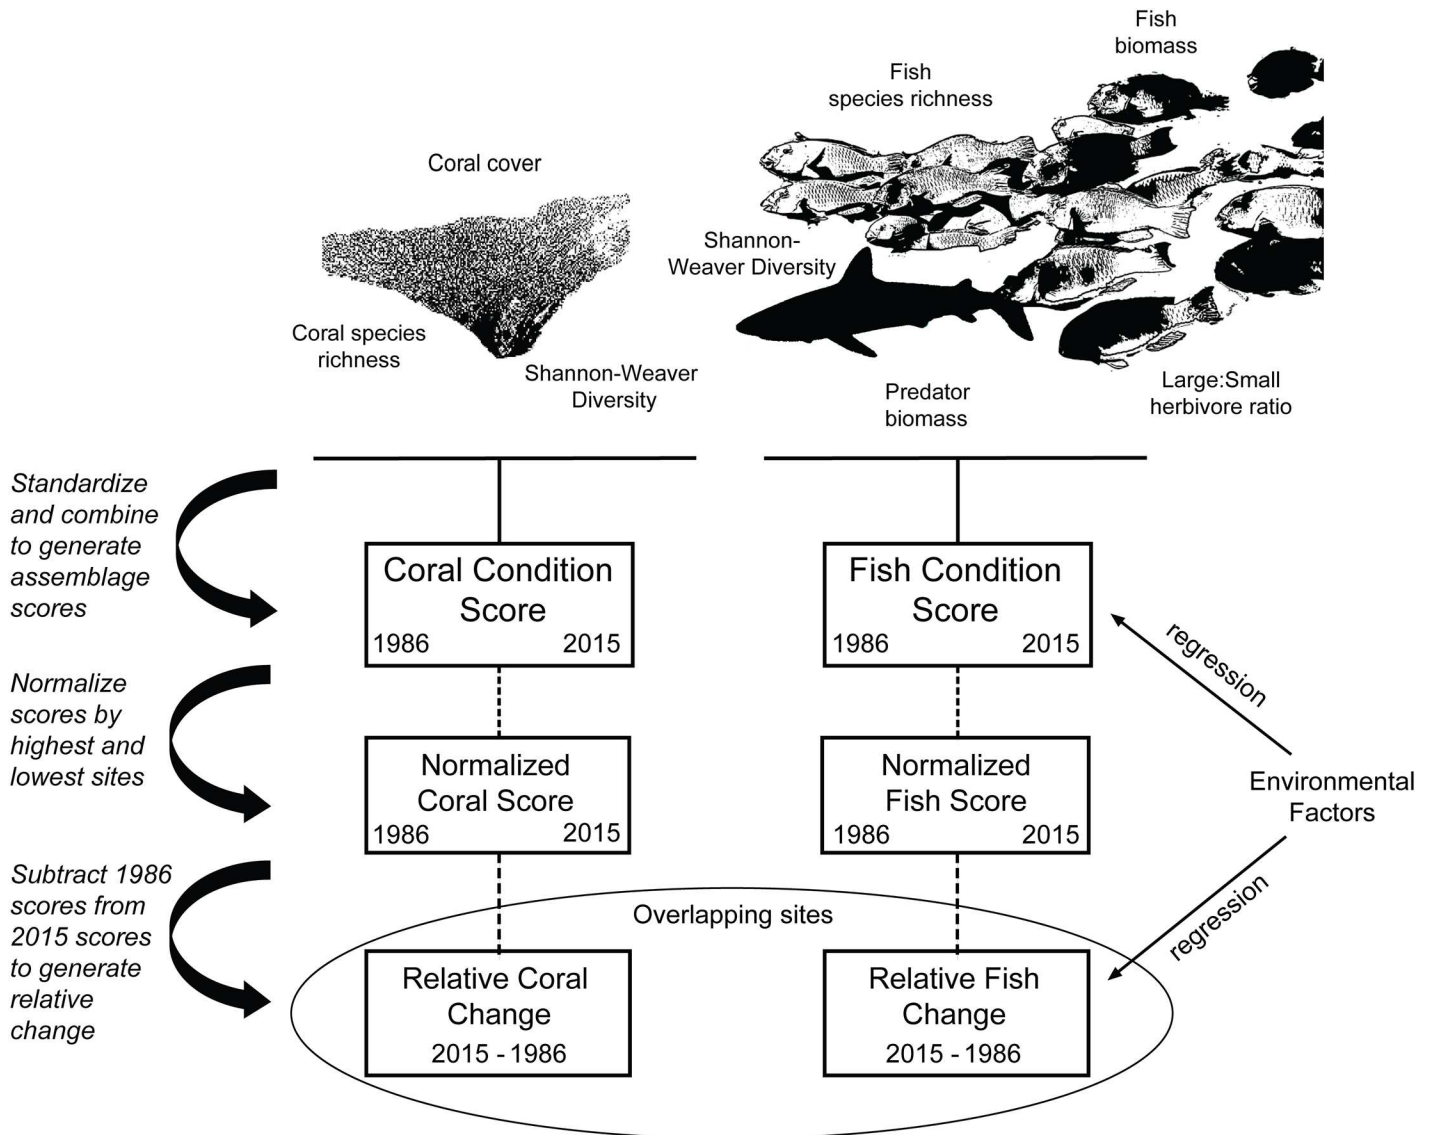 Fish
biomass
Fish
species richness
Coral cover
Shannon-
Weaver Diversity
Coral species
richness
Shannon-Weaver
Diversity
Predator
biomass
Large:Small
herbivore ratio
Standardize
and combine
to generate
assemblage
scores
Coral Condition
Score
1986 2015
Fish Condition
Score
1986 2015
regression
Normalize
scores by
highest and
lowest sites
Normalized
Coral Score
1986 2015
Normalized
Fish Score
1986 2015
Environmental
Factors
Subtract 1986
scores from
2015 scores
to generate
relative
change
Overlapping sites
regression
Relative Coral
Change
2015 - 1986
Relative Fish
Change
2015 - 1986